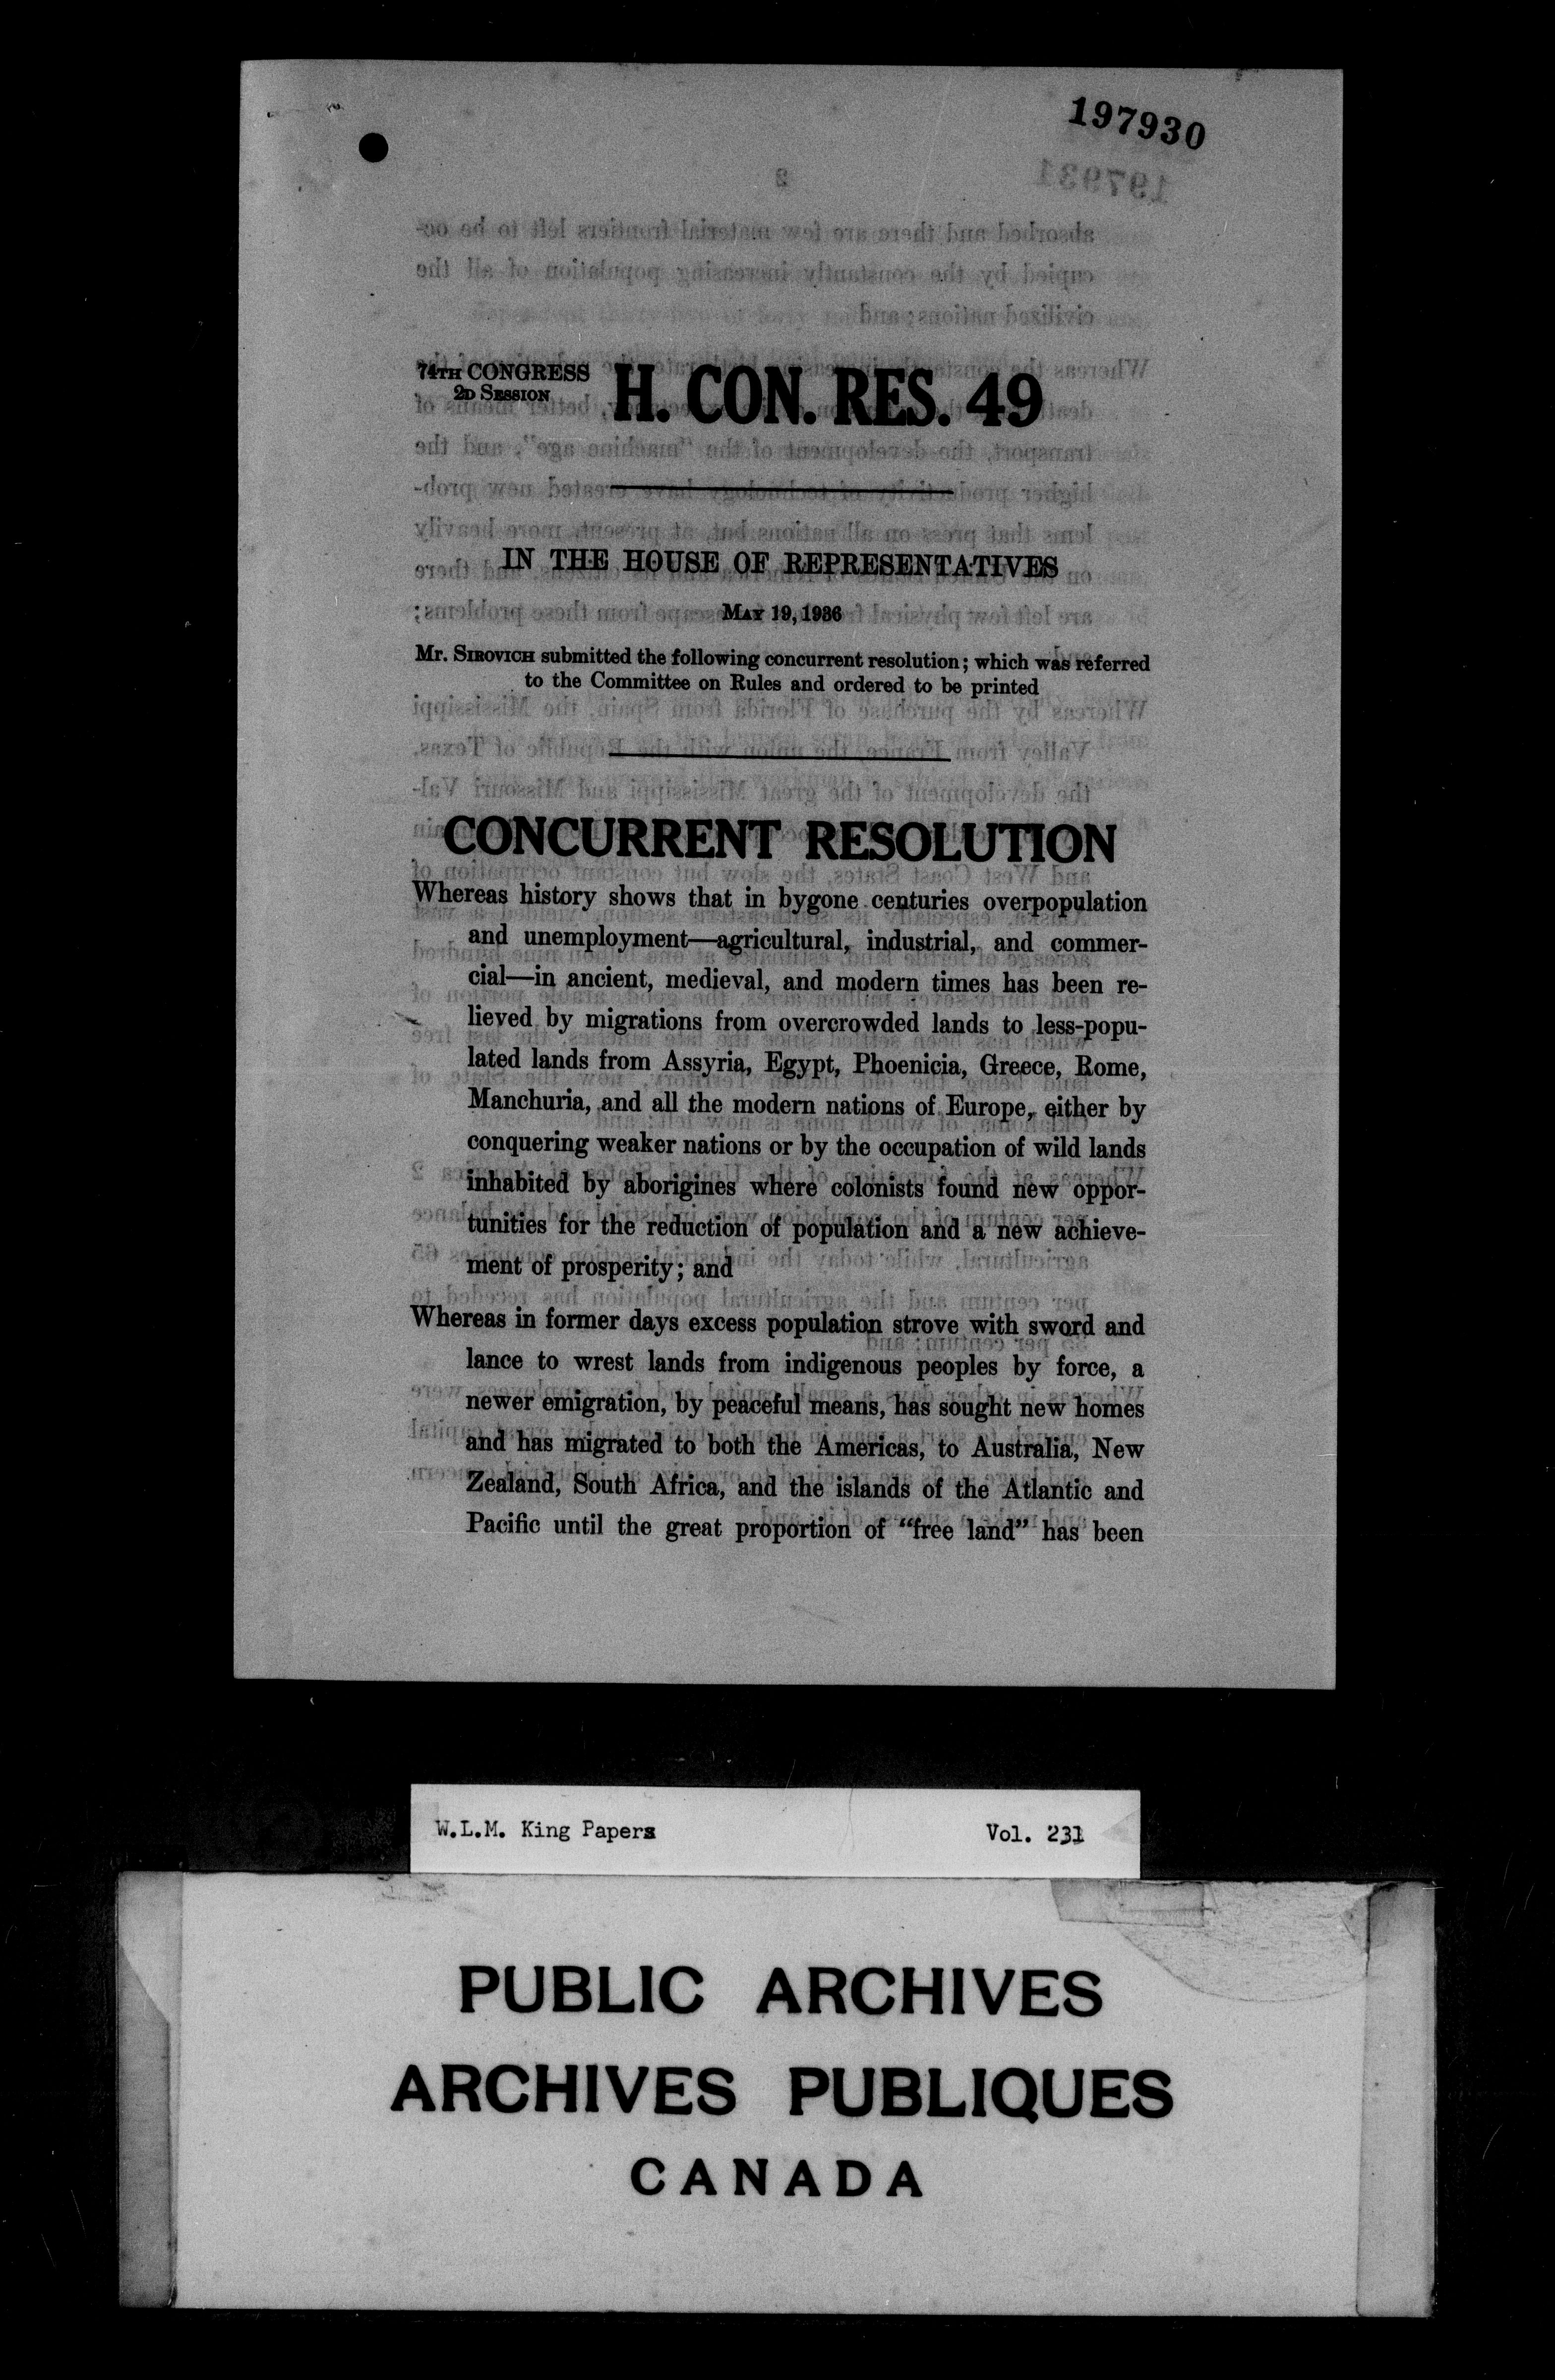 197930
74TH CONGRESS
2D SESSION
H. CON. RES. 49
IN THE HOUSE OF REPRESENTATIVES
MAY 19, 1936
Mr. SIROVICH submitted the following concurrent resolution; which was referred
to the Committee on Rules and ordered to be printed
CONCURRENT RESOLUTION
Whereas history shows that in bygone centuries overpopulation
and unemployment—agricultural, industrial, and commer-
cial—in ancient, medieval, and modern times has been re-
lieved by migrations from overcrowded lands to less-popu-
lated lands from Assyria, Egypt, Phoenicia, Greece, Rome,
Manchuria, and all the modern nations of Europe, either by
conquering weaker nations or by the occupation of wild lands
inhabited by aborigines where colonists found new oppor-
tunities for the reduction of population and a new achieve-
ment of prosperity; and
Whereas in former days excess population strove with sword and
lance to wrest lands from indigenous peoples by force, a
newer emigration, by peaceful means, has sought new homes
and has migrated to both the Americas, to Australia, New
Zealand, South Africa, and the islands of the Atlantic and
Pacific until the great proportion of “free land” has been
W.L.M. King Papers Vol. 231
PUBLIC ARCHIVES
ARCHIVES PUBLIQUES
CANADA